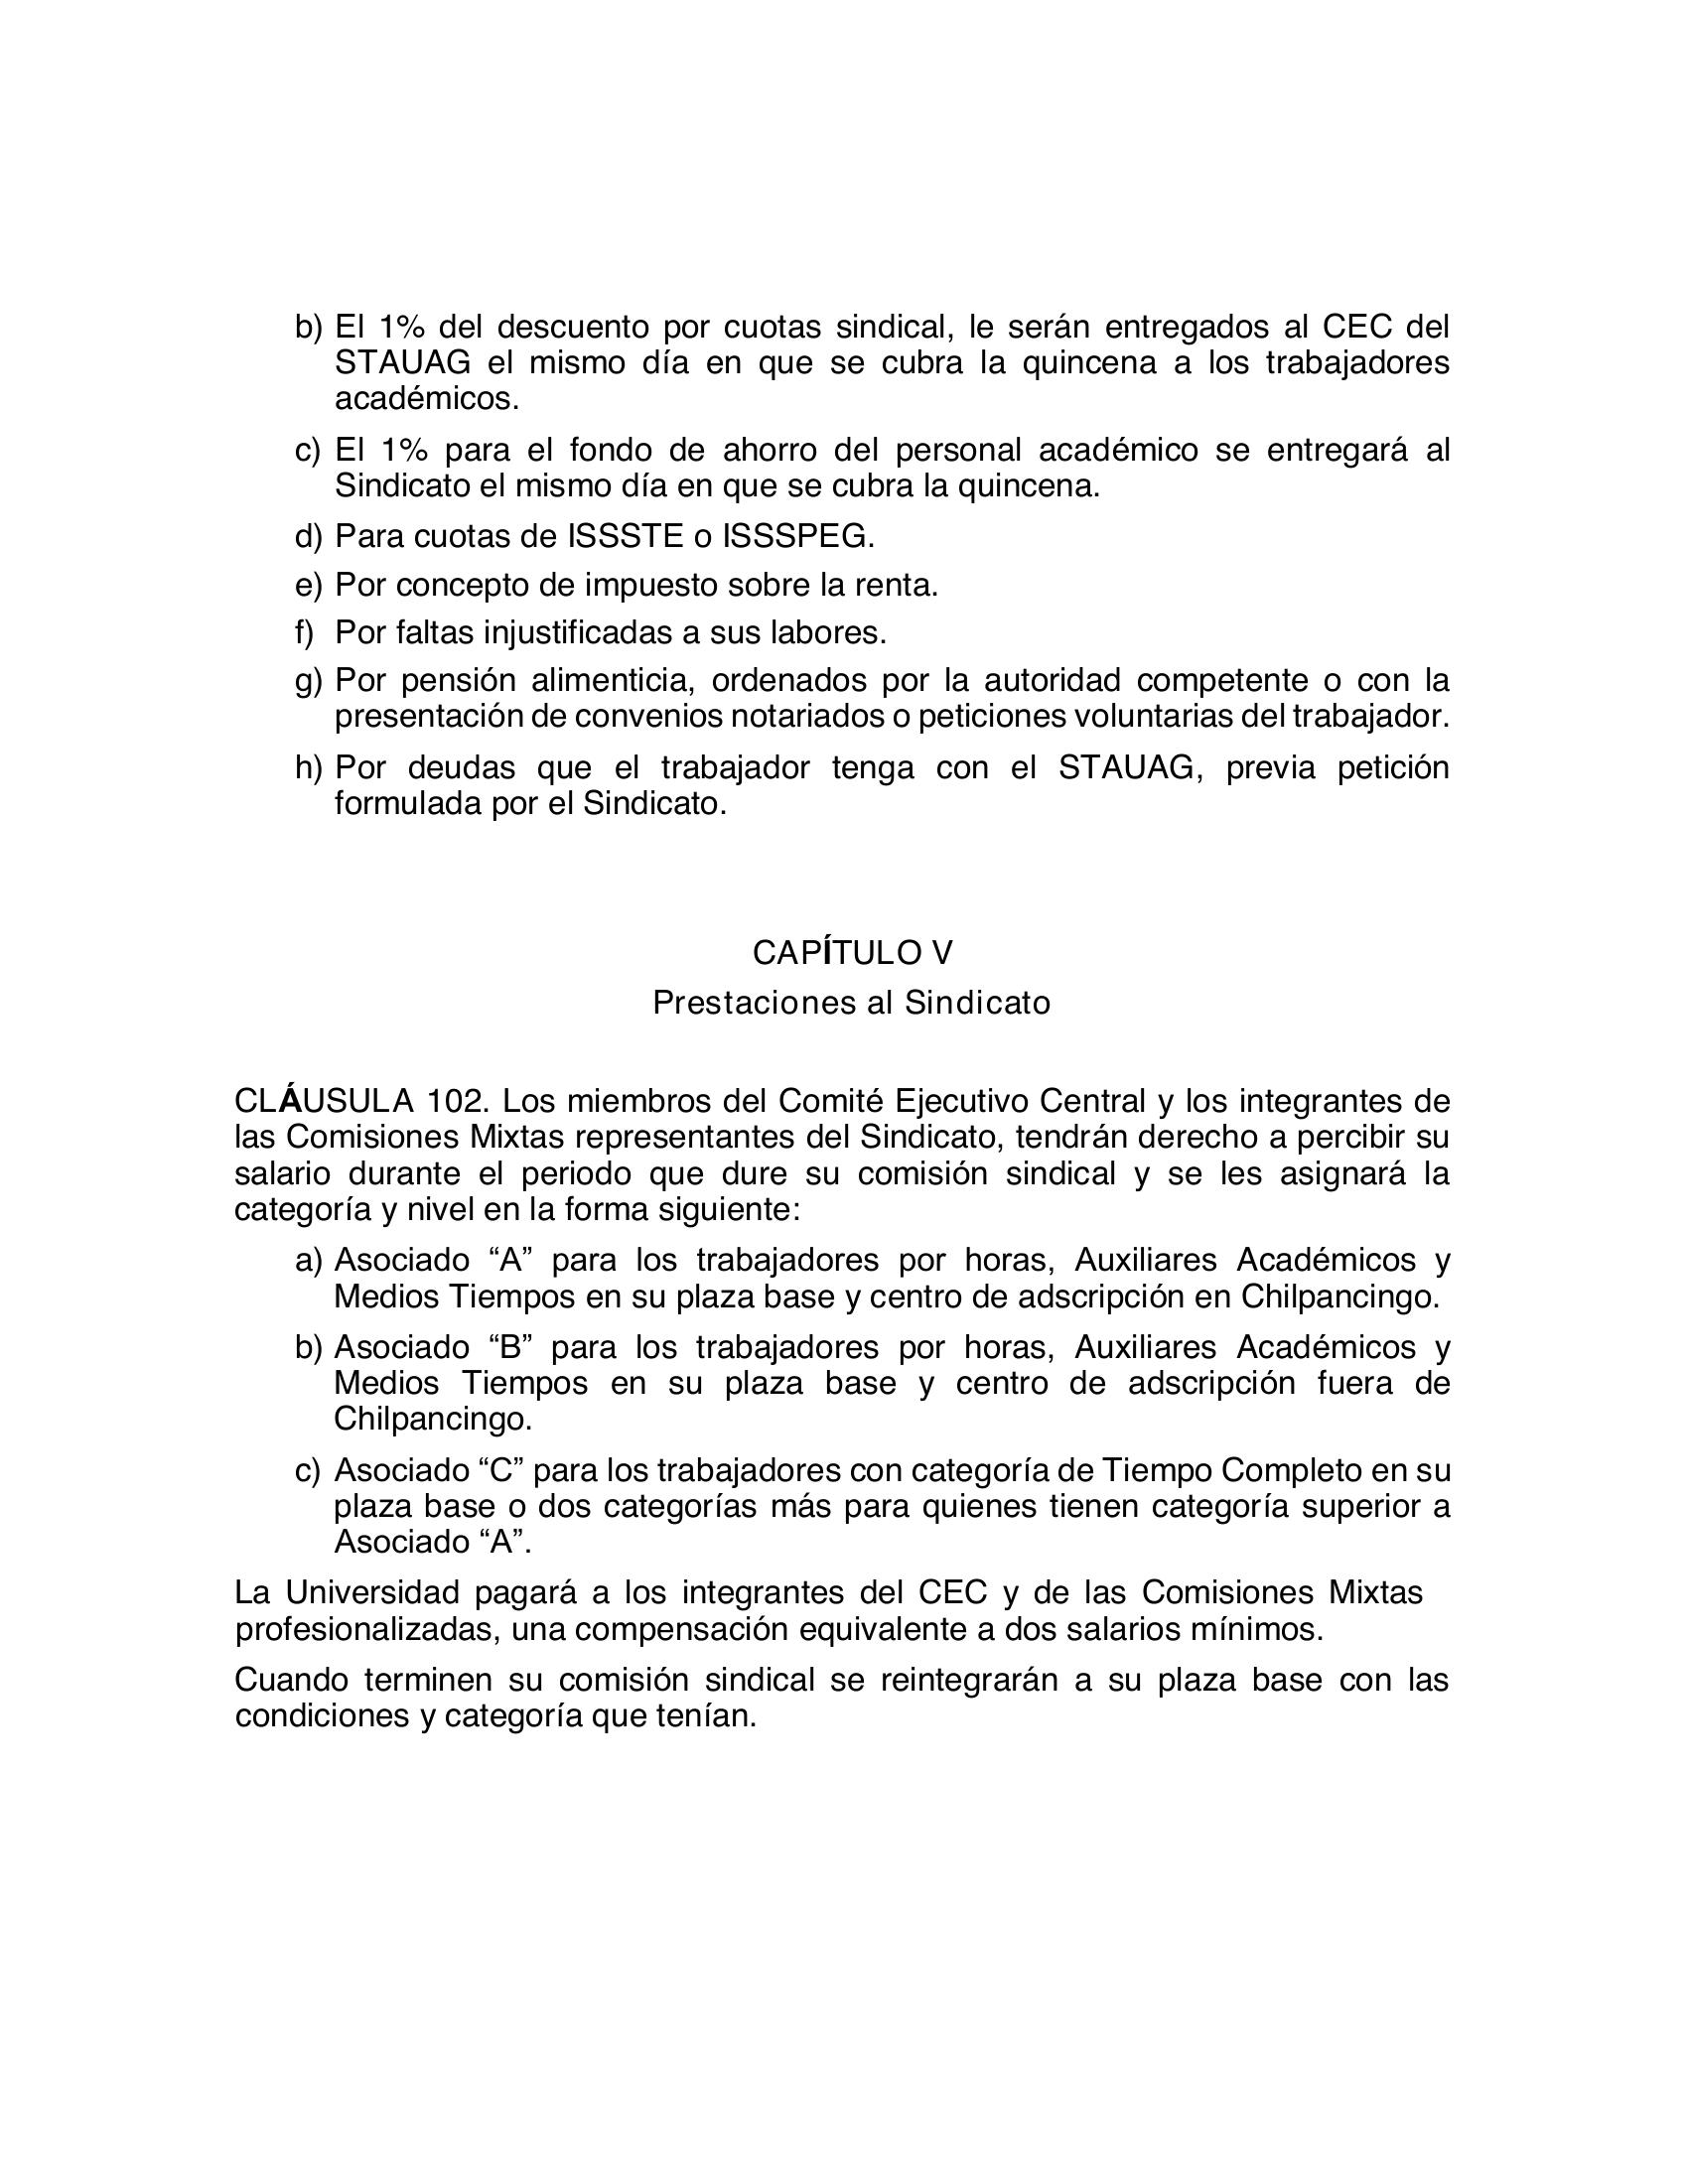 b) El 1% del descuento por cuotas sindical, le serán entregados al CEC del
STAUAG el mismo día en que se cubra la quincena a los trabajadores
académicos.
c) El 1% para el fondo de ahorro del personal académico se entregará al
Sindicato el mismo día en que se cubra la quincena.
d) Para cuotas de ISSSTE o ISSSPEG.
e) Por concepto de impuesto sobre la renta.
f) Por faltas injustificadas a sus labores.
g) Por pensión alimenticia, ordenados por la autoridad competente o con la
presentación de convenios notariados o peticiones voluntarias del trabajador.
h) Por deudas que el trabajador tenga con el STAUAG, previa petición
formulada por el Sindicato.
CAPÍTULO V
Prestaciones al Sindicato
CLÁUSULA 102. Los miembros del Comité Ejecutivo Central y los integrantes de
las Comisiones Mixtas representantes del Sindicato, tendrán derecho a percibir su
salario durante el periodo que dure su comisión sindical y se les asignará la
categoría y nivel en la forma siguiente:
a) Asociado “A” para los trabajadores por horas, Auxiliares Académicos y
Medios Tiempos en su plaza base y centro de adscripción en Chilpancingo.
b) Asociado “B” para los trabajadores por horas, Auxiliares Académicos y
Medios Tiempos en su plaza base y centro de adscripción fuera de
Chilpancingo.
c) Asociado “C” para los trabajadores con categoría de Tiempo Completo en su
plaza base o dos categorías más para quienes tienen categoría superior a
Asociado “A”.
La Universidad pagará a los integrantes del CEC y de las Comisiones Mixtas
profesionalizadas, una compensación equivalente a dos salarios mínimos.
Cuando terminen su comisión sindical se reintegrarán a su plaza base con las
condiciones y categoría que tenían.